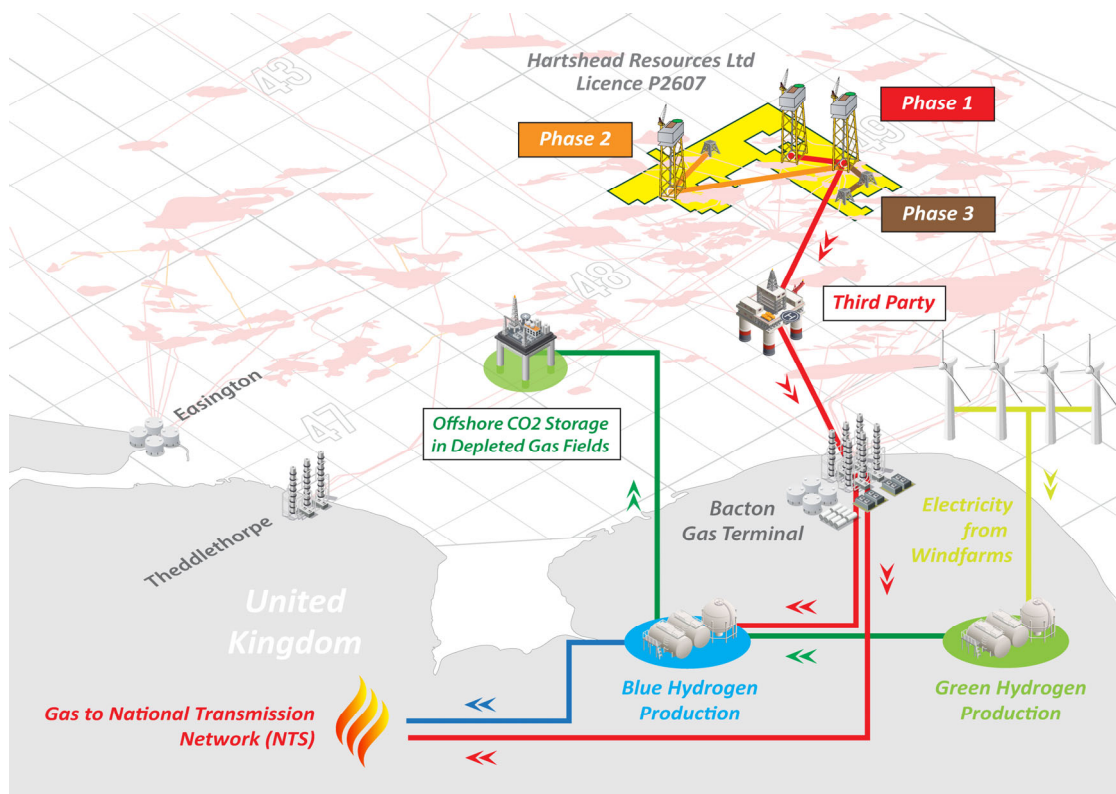 Hartshead Resources Ltd
Licence P2607
43
49
Phase 1
Phase 2
Phase 3
48
Third Party
Easington
47
Offshore CO2 Storage
in Depleted Gas Fields
Theddlethorpe
Bacton
Gas Terminal
Electricity
from
Windfarms
United
Kingdom
H
Blue Hydrogen
Production
Green Hydrogen
Production
Gas to National Transmission
Network (NTS)